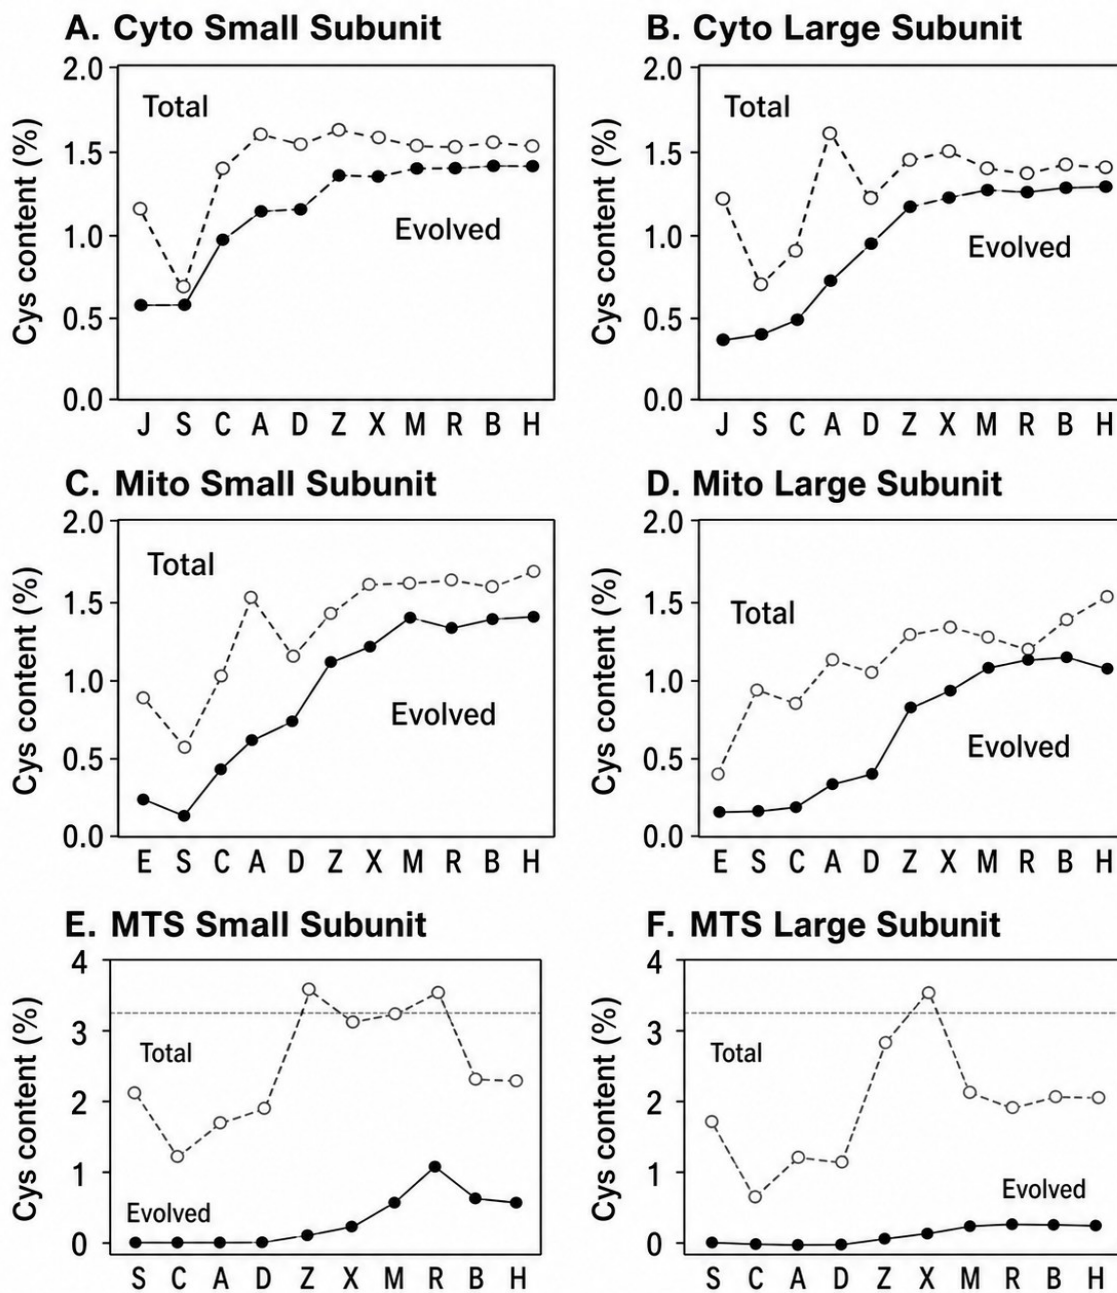 A. Cyto Small Subunit
Cys content (%)
2.0
1.5
1.0
0.5
0.0
Total
Evolved
J S C A D Z X M R B H
B. Cyto Large Subunit
Cys content (%)
2.0
1.5
1.0
0.5
0.0
Total
Evolved
J S C A D Z X M R B H
C. Mito Small Subunit
Cys content (%)
2.0
1.5
1.0
0.5
0.0
Total
Evolved
E S C A D Z X M R B H
D. Mito Large Subunit
Cys content (%)
2.0
1.5
1.0
0.5
0.0
Total
Evolved
E S C A D Z X M R B H
E. MTS Small Subunit
Cys content (%)
4
3
2
1
0
Total
Evolved
S C A D Z X M R B H
F. MTS Large Subunit
Cys content (%)
4
3
2
1
0
Total
Evolved
S C A D Z X M R B H